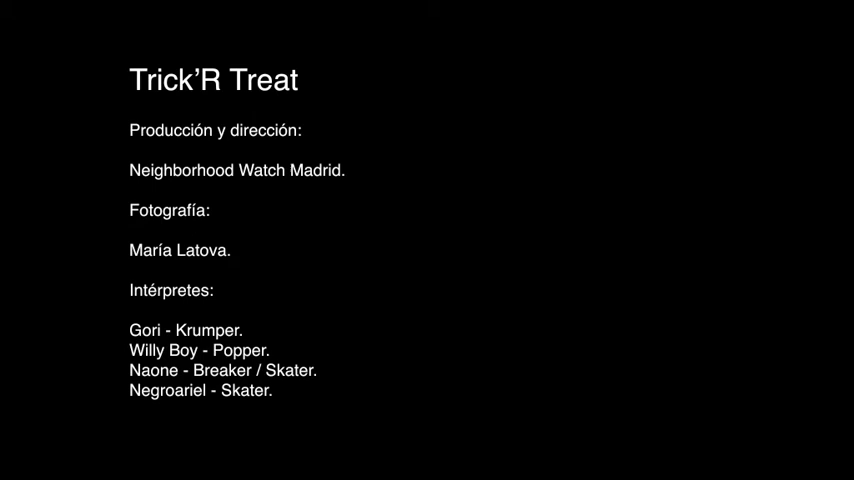 Trick’R Treat
Producción y dirección:
Neighborhood Watch Madrid.
Fotografía:
María Latova.
Intérpretes:
Gori - Krumper.
Willy Boy - Popper.
Naone - Breaker / Skater.
Negroariel - Skater.